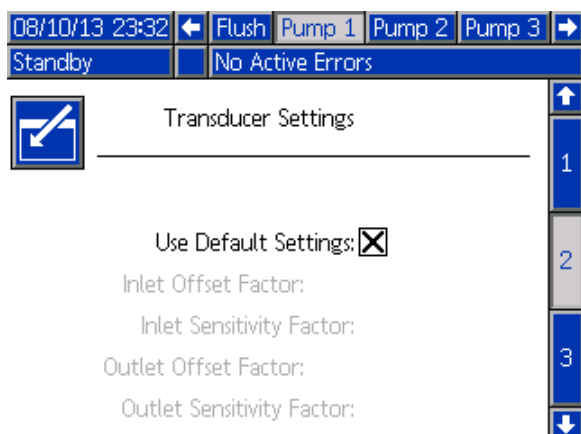 08/10/13 23:32 Flush Pump 1 Pump 2 Pump 3
Standby No Active Errors
Transducer Settings
1
Use Default Settings:
2
Inlet Offset Factor:
Inlet Sensitivity Factor:
3
Outlet Offset Factor:
Outlet Sensitivity Factor: